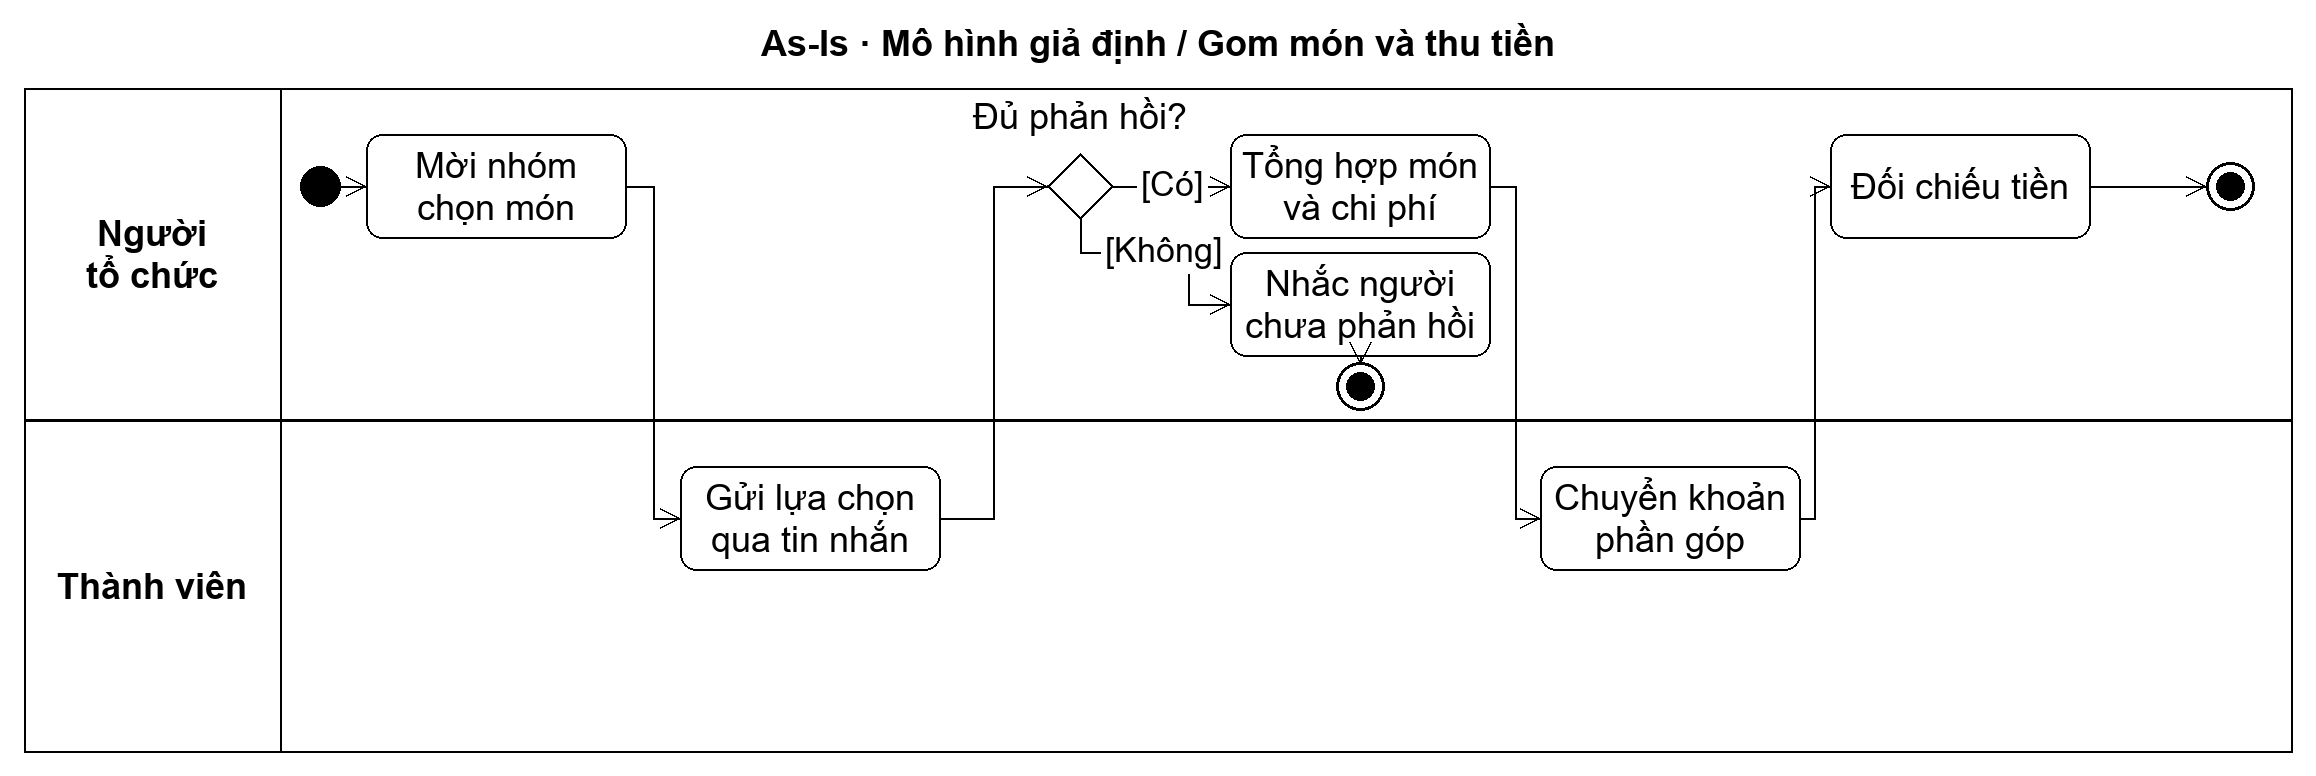 As-Is · Mô hình giả định / Gom món và thu tiền
Người
tổ chức
Mời nhóm
chọn món
Đủ phản hồi?
[Có]
Tổng hợp món
và chi phí
[Không]
Nhắc người
chưa phản hồi
Đối chiếu tiền
Thành viên
Gửi lựa chọn
qua tin nhắn
Chuyển khoản
phần góp